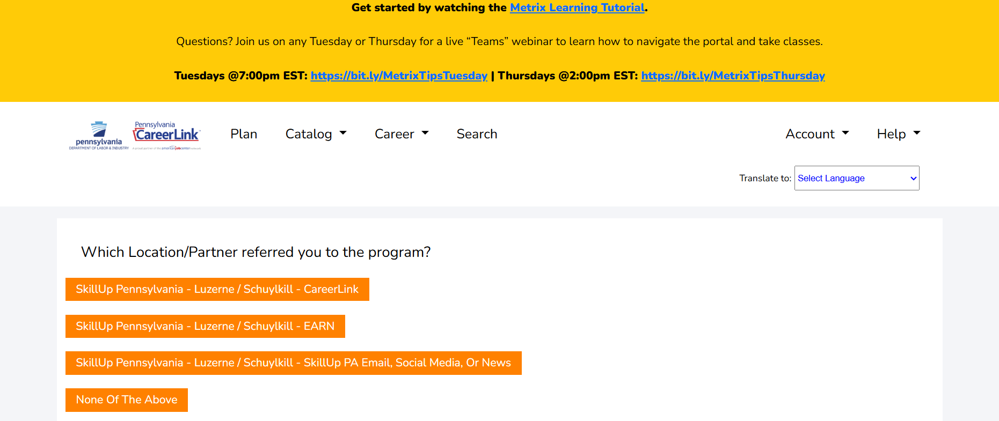 Get started by watching the Metrix Learning Tutorial.
Questions? Join us on any Tuesday or Thursday for a live “Teams” webinar to learn how to navigate the portal and take classes.
Tuesdays @7:00pm EST: https://bit.ly/MetrixTipsTuesday | Thursdays @2:00pm EST: https://bit.ly/MetrixTipsThursday
pennsylvania
DEPARTMENT OF LABOR & INDUSTRY
Pennsylvania
CareerLink
A proud partner of the americanjobcenter network
Plan Catalog Career Search Account Help
Translate to: Select Language
Which Location/Partner referred you to the program?
SkillUp Pennsylvania - Luzerne / Schuylkill - CareerLink
SkillUp Pennsylvania - Luzerne / Schuylkill - EARN
SkillUp Pennsylvania - Luzerne / Schuylkill - SkillUp PA Email, Social Media, Or News
None Of The Above